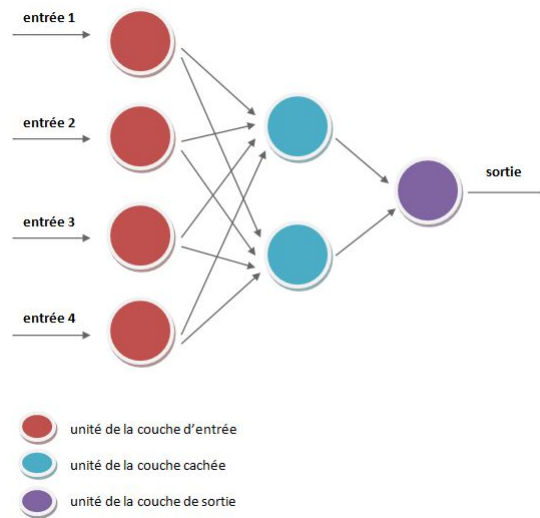 entrée 1
entrée 2
sortie
entrée 3
entrée 4
unité de la couche d'entrée
unité de la couche cachée
unité de la couche de sortie